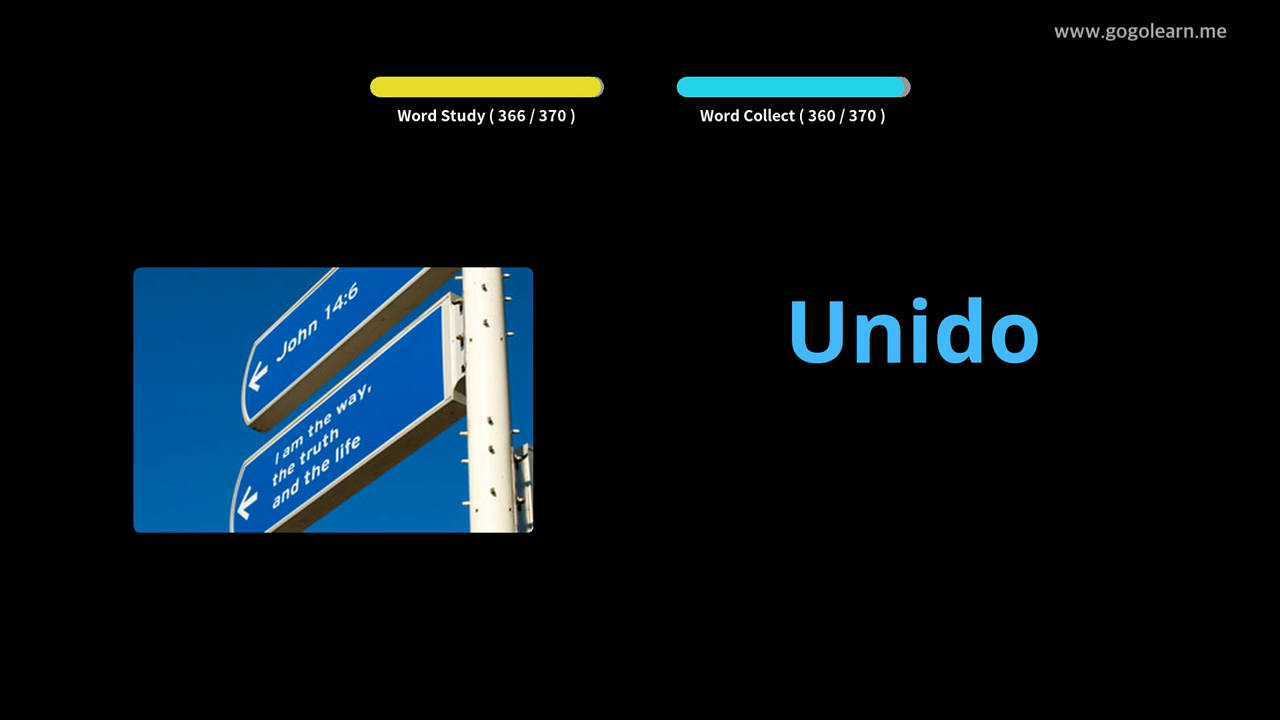 www.gogolearn.me
Word Study ( 366 / 370 )
Word Collect ( 360 / 370 )
John 14:6
I am the way,
the truth
and the life
Unido